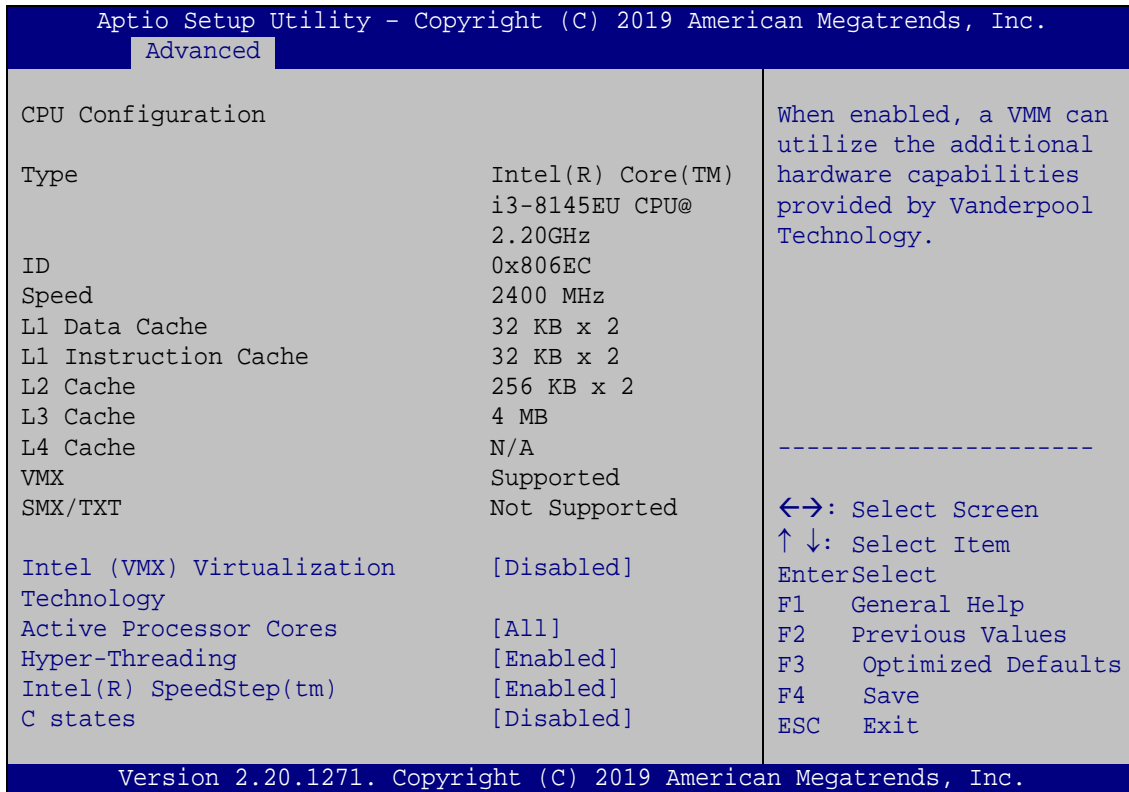 Aptio Setup Utility – Copyright (C) 2019 American Megatrends, Inc.
Advanced
CPU Configuration
Type Intel(R) Core(TM)
i3-8145EU CPU@
2.20GHz
ID 0x806EC
Speed 2400 MHz
L1 Data Cache 32 KB x 2
L1 Instruction Cache 32 KB x 2
L2 Cache 256 KB x 2
L3 Cache 4 MB
L4 Cache N/A
VMX Supported
SMX/TXT Not Supported
Intel (VMX) Virtualization [Disabled]
Technology
Active Processor Cores [All]
Hyper-Threading [Enabled]
Intel(R) SpeedStep(tm) [Enabled]
C states [Disabled]
When enabled, a VMM can
utilize the additional
hardware capabilities
provided by Vanderpool
Technology.
----------------------
←→: Select Screen
↑ ↓: Select Item
EnterSelect
F1 General Help
F2 Previous Values
F3 Optimized Defaults
F4 Save
ESC Exit
Version 2.20.1271. Copyright (C) 2019 American Megatrends, Inc.